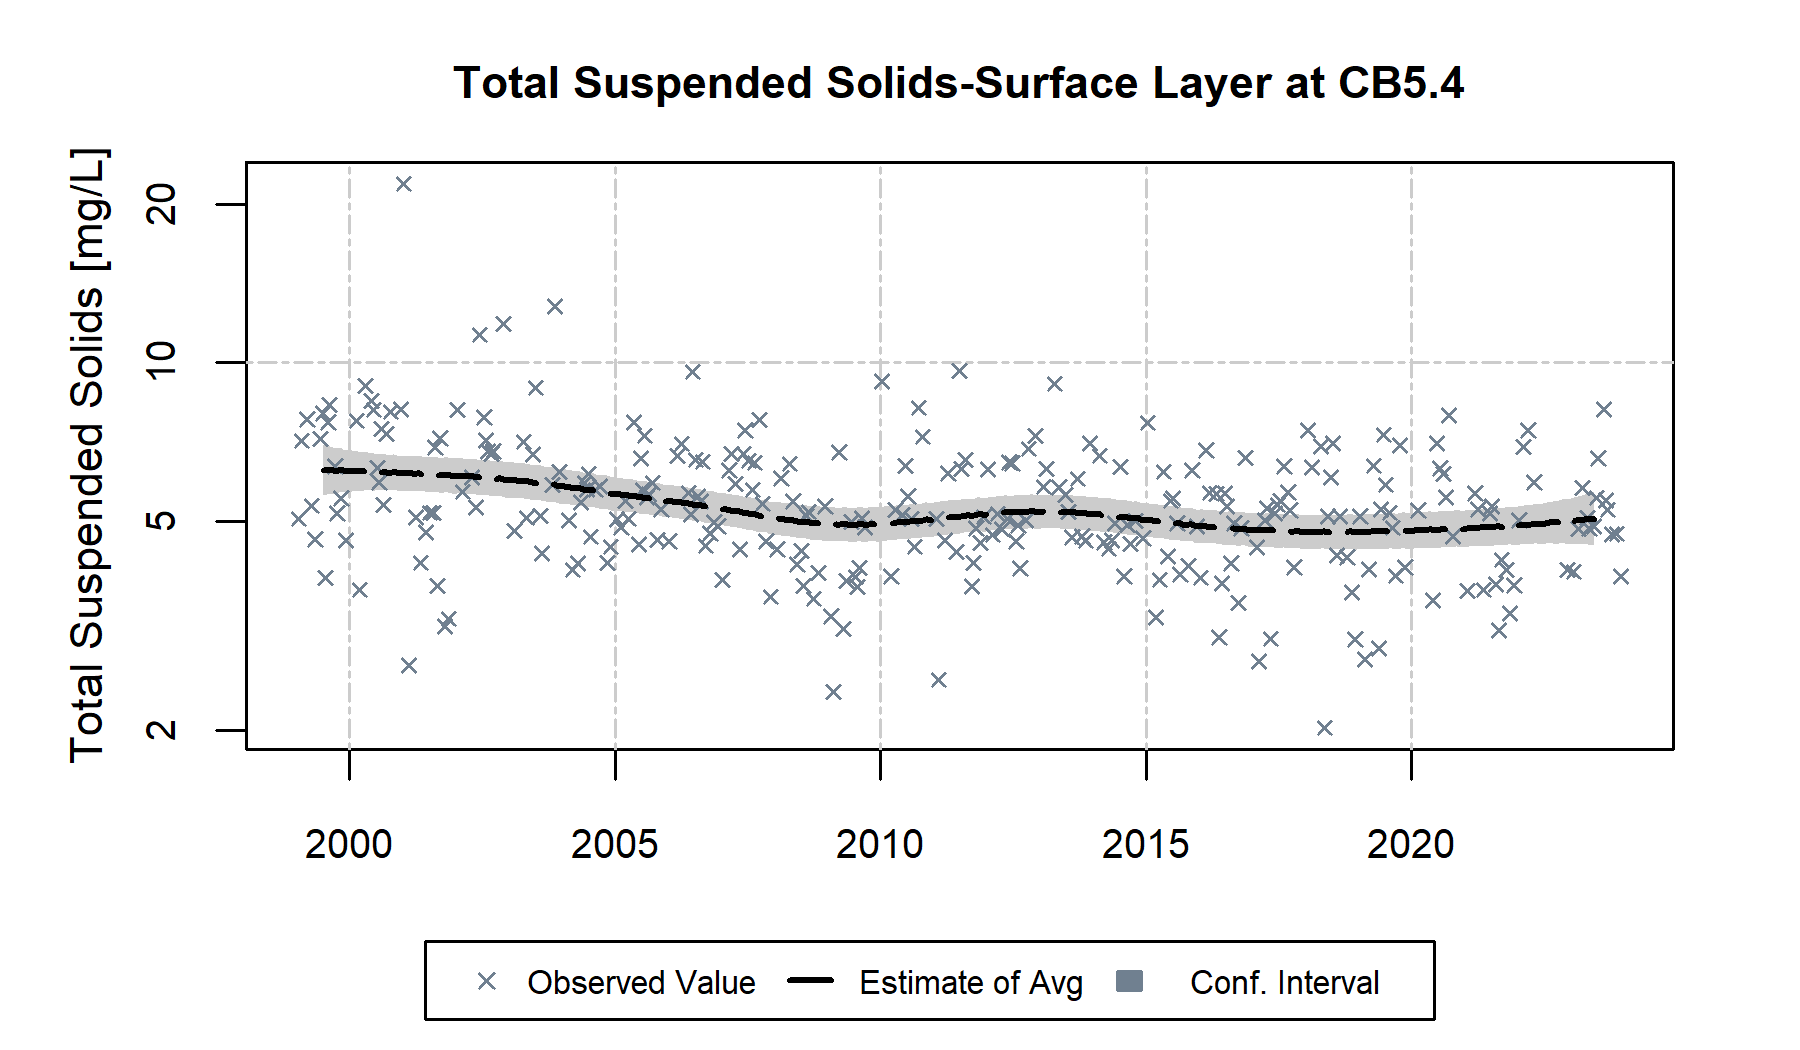 Total Suspended Solids-Surface Layer at CB5.4
Total Suspended Solids [mg/L]
20
10
5
2
2000 2005 2010 2015 2020
Observed Value Estimate of Avg Conf. Interval